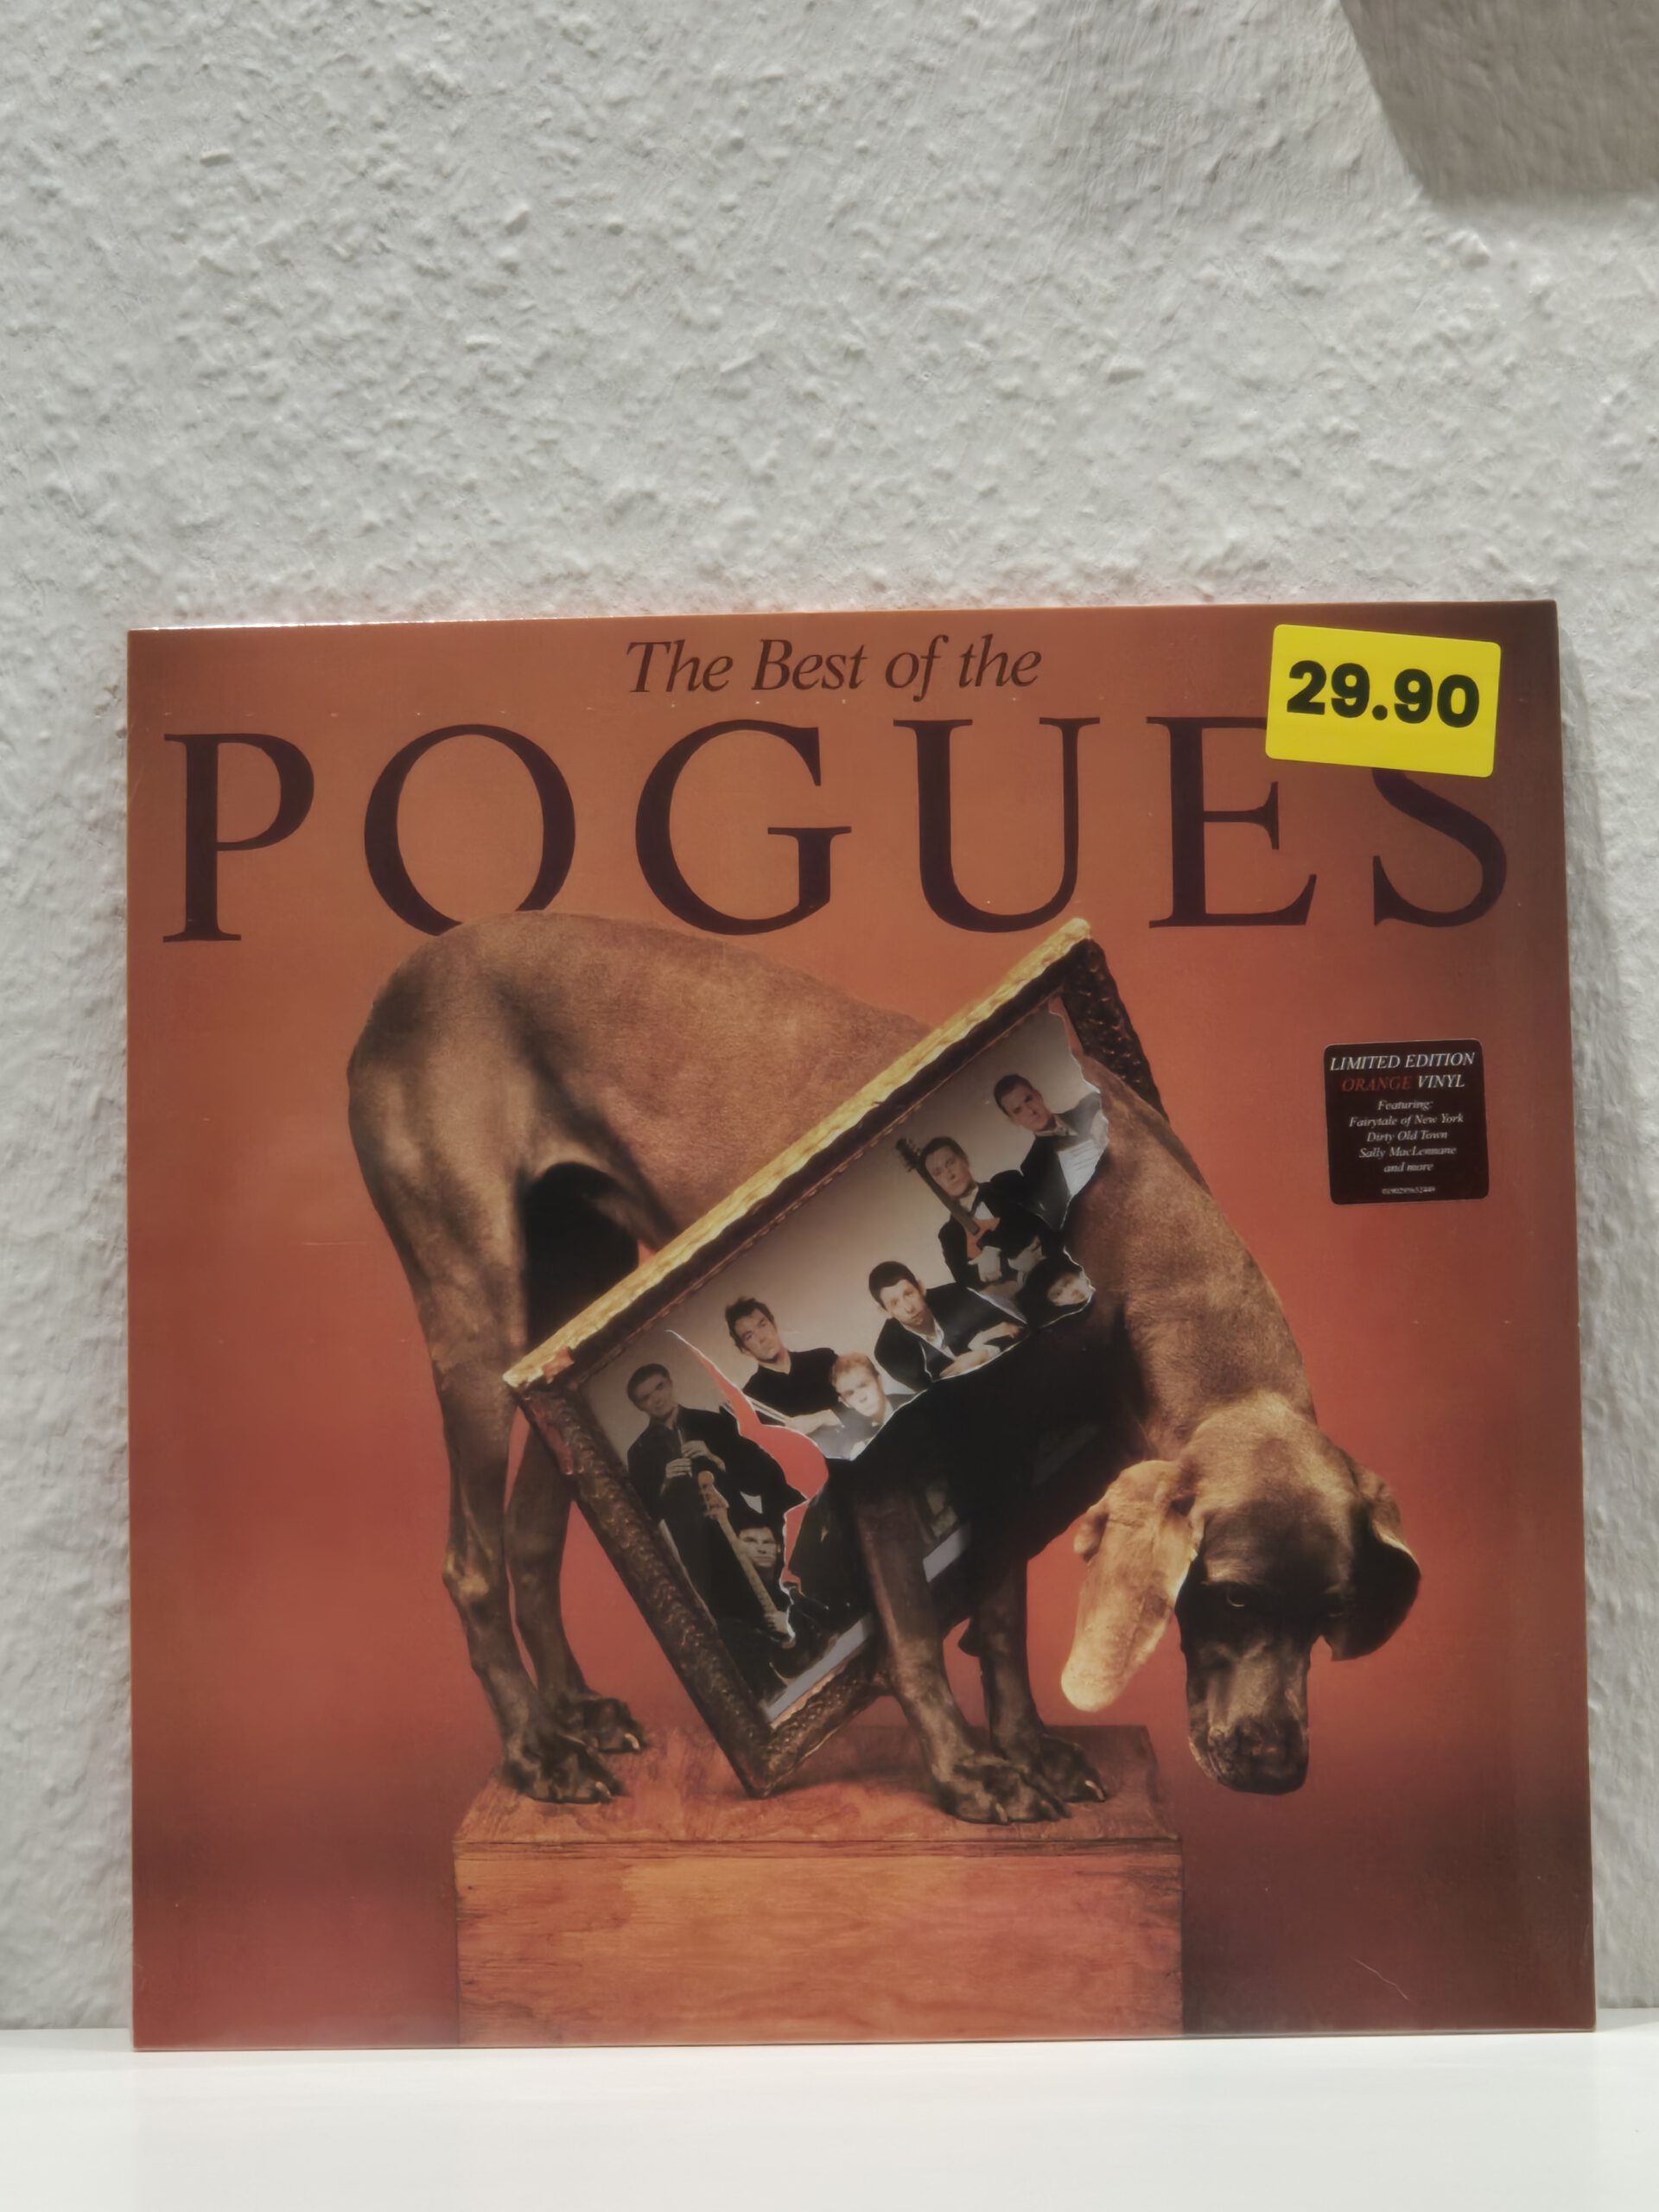 The Best of the
29.90
POGUES
LIMITED EDITION
ORANGE VINYL
Featuring:
Fairytale of New York
Dirty Old Town
Sally MacLennane
and more